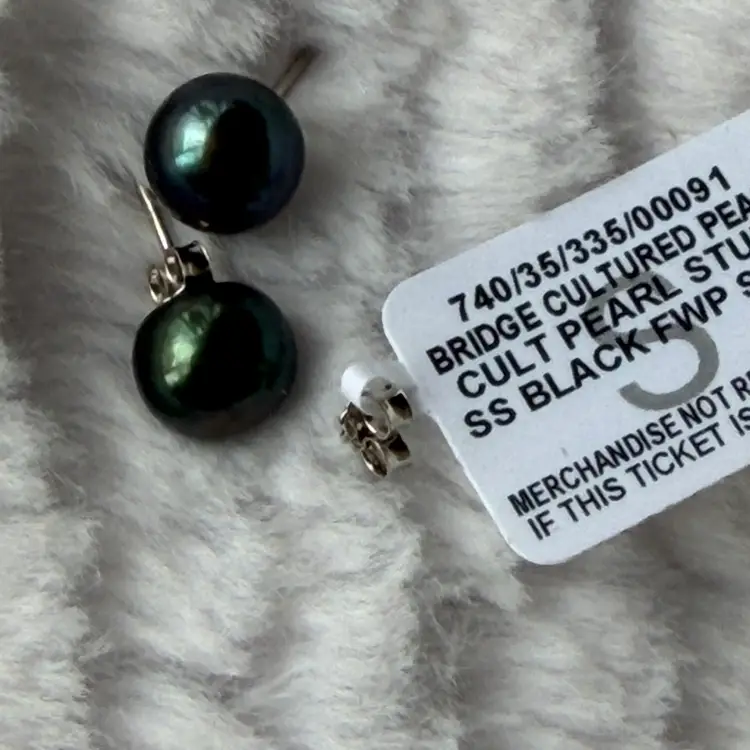 740/35/335/00091
BRIDGE CULTURED PEA
CULT PEARL STU
SS BLACK FWP S
S
MERCHANDISE NOT RE
IF THIS TICKET IS